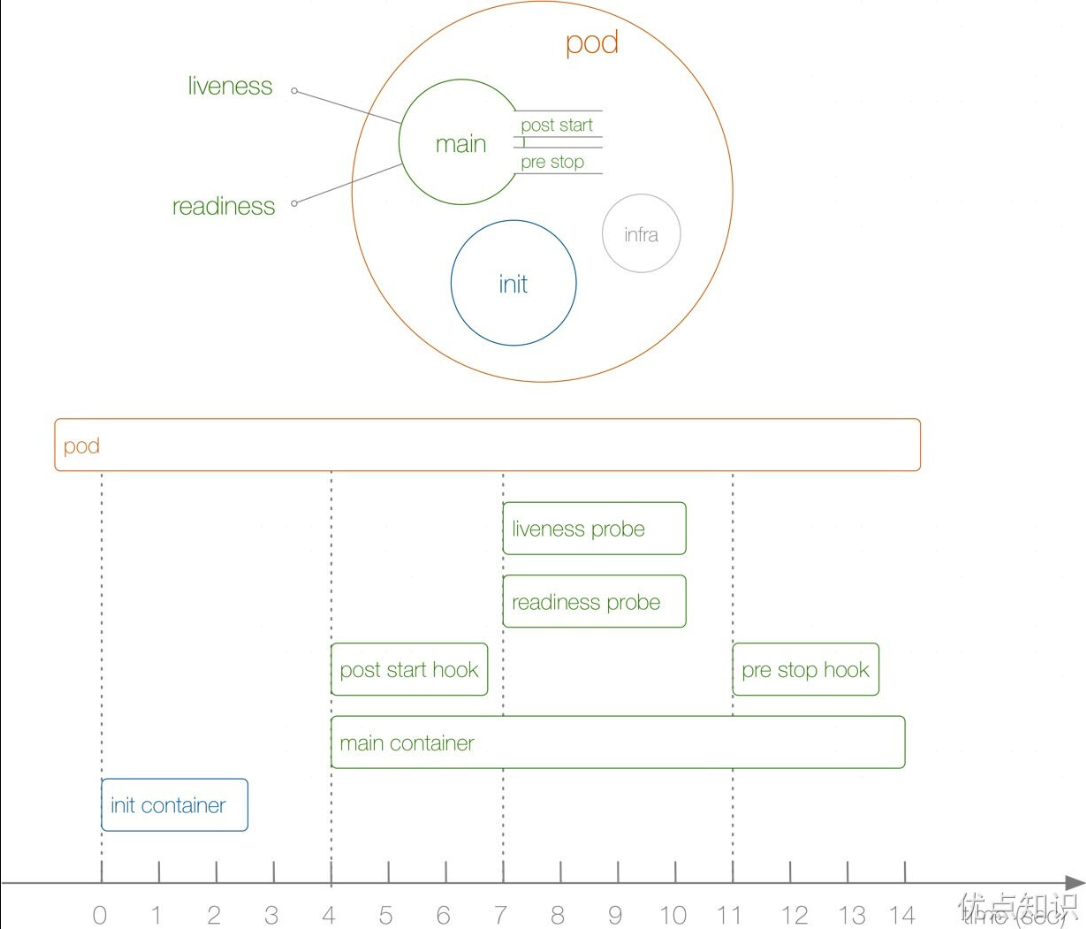 pod
liveness
main
post start
pre stop
readiness
infra
init
pod
liveness probe
readiness probe
post start hook
pre stop hook
main container
init container
0 1 2 3 4 5 6 7 8 9 10 11 12 13 14 time (sec)
优点知识